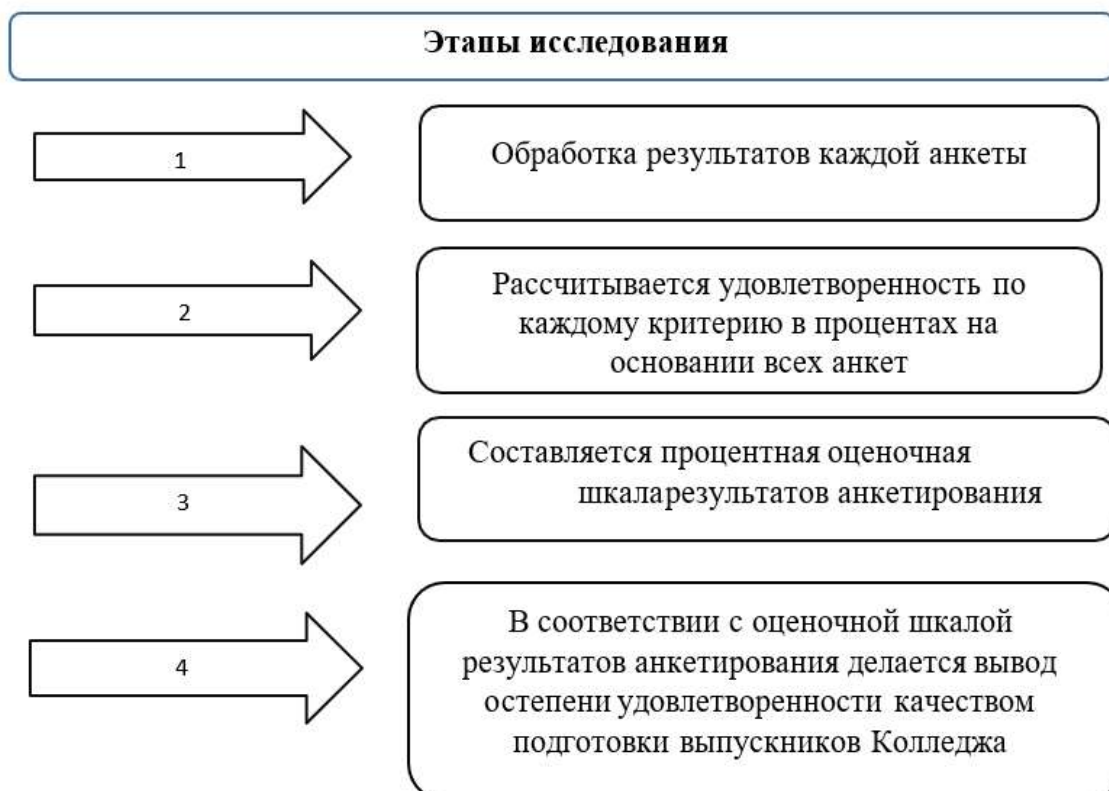 Этапы исследования
1
Обработка результатов каждой анкеты
2
Рассчитывается удовлетворенность по
каждому критерию в процентах на
основании всех анкет
3
Составляется процентная оценочная
шкаларезультатов анкетирования
4
В соответствии с оценочной шкалой
результатов анкетирования делается вывод
остепени удовлетворенности качеством
подготовки выпускников Колледжа